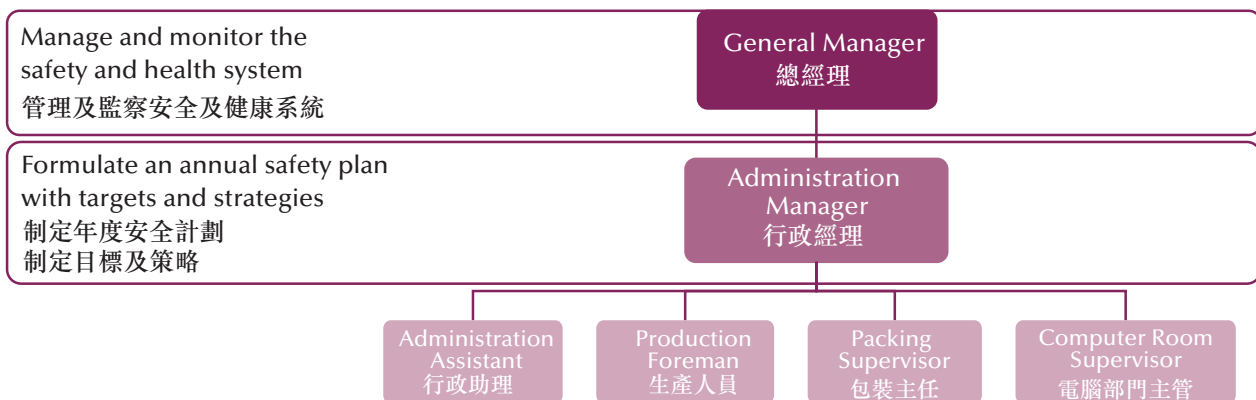 Manage and monitor the
safety and health system
管理及監察安全及健康系統
General Manager
總經理
Formulate an annual safety plan
with targets and strategies
制定年度安全計劃
制定目標及策略
Administration
Manager
行政經理
Administration
Assistant
行政助理
Production
Foreman
生產人員
Packing
Supervisor
包裝主任
Computer Room
Supervisor
電腦部門主管